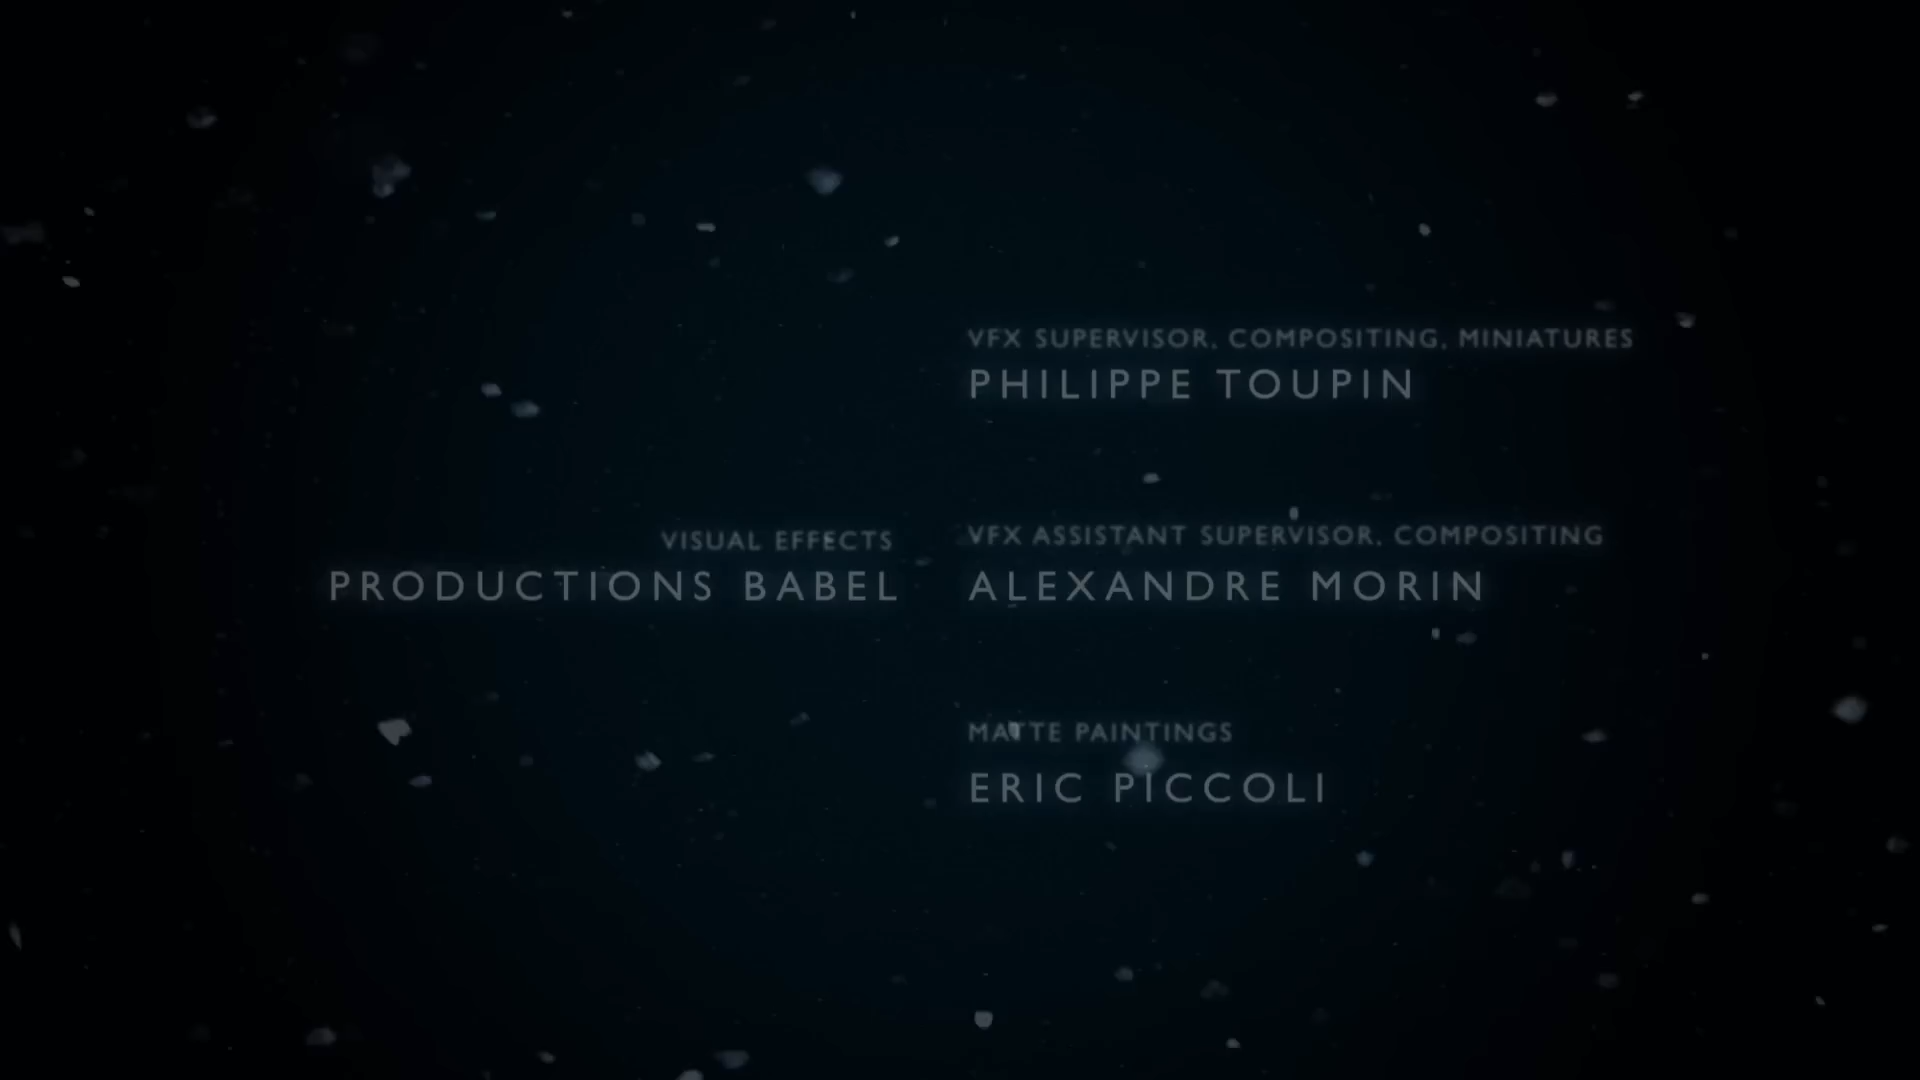 VISUAL EFFECTS
PRODUCTIONS BABEL
VFX SUPERVISOR, COMPOSITING, MINIATURES
PHILIPPE TOUPIN
VFX ASSISTANT SUPERVISOR, COMPOSITING
ALEXANDRE MORIN
MATTE PAINTINGS
ERIC PICCOLI